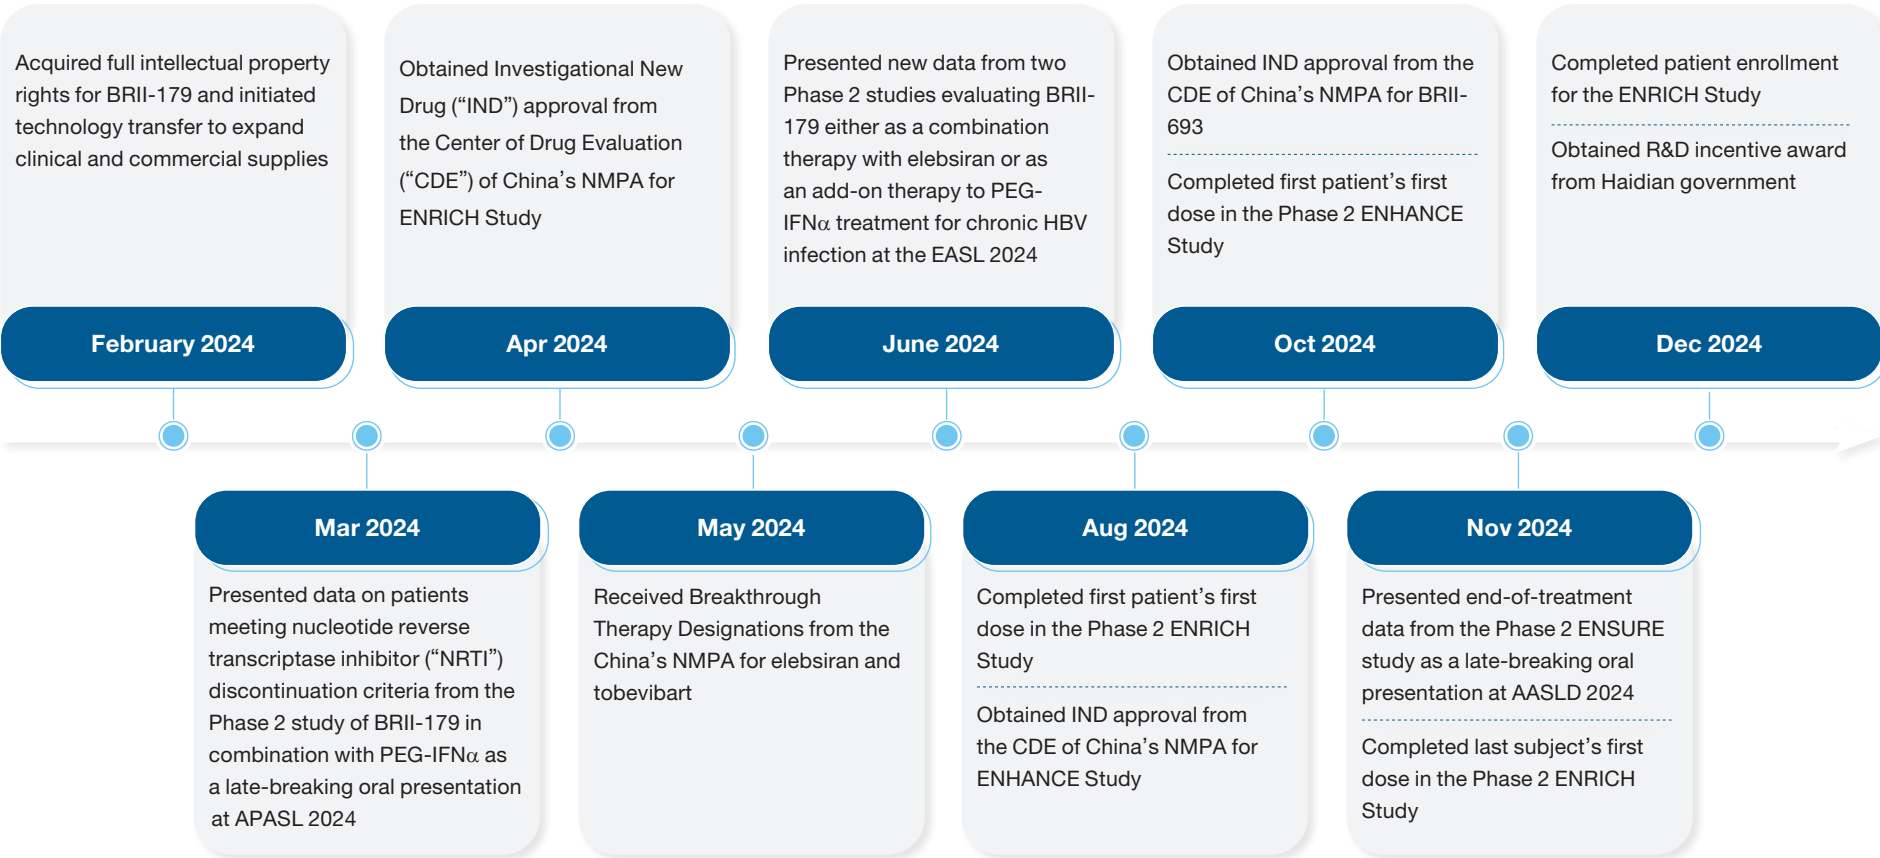 Acquired full intellectual property
rights for BRII-179 and initiated
technology transfer to expand
clinical and commercial supplies
February 2024
Presented data on patients
meeting nucleotide reverse
transcriptase inhibitor (“NRTI”)
discontinuation criteria from the
Phase 2 study of BRII-179 in
combination with PEG-IFNα as
a late-breaking oral presentation
at APASL 2024
Mar 2024
Obtained Investigational New
Drug (“IND”) approval from
the Center of Drug Evaluation
(“CDE”) of China’s NMPA for
ENRICH Study
Apr 2024
May 2024
Received Breakthrough
Therapy Designations from the
China’s NMPA for elebsiran and
tobevibart
Presented new data from two
Phase 2 studies evaluating BRII-
179 either as a combination
therapy with elebsiran or as
an add-on therapy to PEG-
IFNα treatment for chronic HBV
infection at the EASL 2024
June 2024
Aug 2024
Completed first patient’s first
dose in the Phase 2 ENRICH
Study
Obtained IND approval from
the CDE of China’s NMPA for
ENHANCE Study
Obtained IND approval from the
CDE of China’s NMPA for BRII-
693
Completed first patient’s first
dose in the Phase 2 ENHANCE
Study
Oct 2024
Nov 2024
Presented end-of-treatment
data from the Phase 2 ENSURE
study as a late-breaking oral
presentation at AASLD 2024
Completed last subject’s first
dose in the Phase 2 ENRICH
Study
Completed patient enrollment
for the ENRICH Study
Obtained R&D incentive award
from Haidian government
Dec 2024